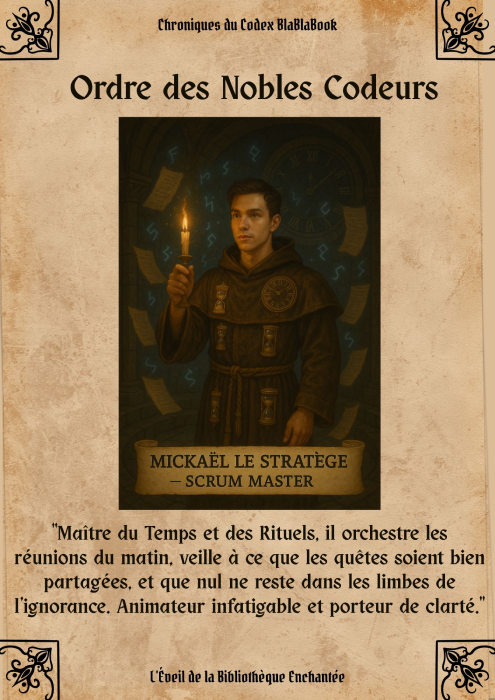 Chroniques du Codex BlaBlaBook
Ordre des Nobles Codeurs
MICKAËL LE STRATÈGE
— SCRUM MASTER
"Maître du Temps et des Rituels, il orchestre les
réunions du matin, veille à ce que les quêtes soient bien
partagées, et que nul ne reste dans les limbes de
l'ignorance. Animateur infatigable et porteur de clarté."
L'Éveil de la Bibliothèque Enchantée